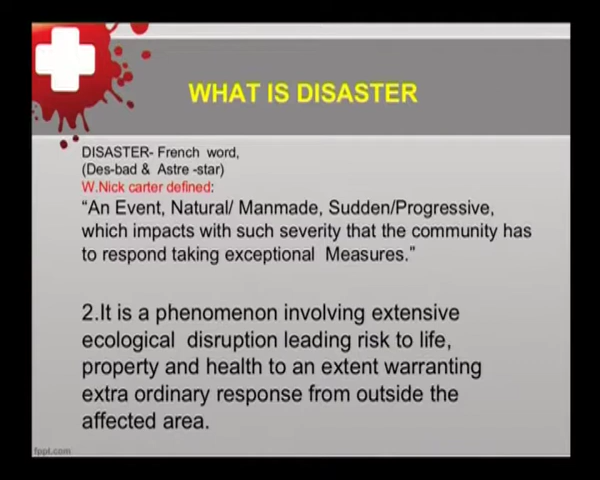 WHAT IS DISASTER
DISASTER- French word,
(Des-bad & Astre -star)
W.Nick carter defined:
“An Event, Natural/ Manmade, Sudden/Progressive,
which impacts with such severity that the community has
to respond taking exceptional Measures.”
2.It is a phenomenon involving extensive
ecological disruption leading risk to life,
property and health to an extent warranting
extra ordinary response from outside the
affected area.
fppt.com